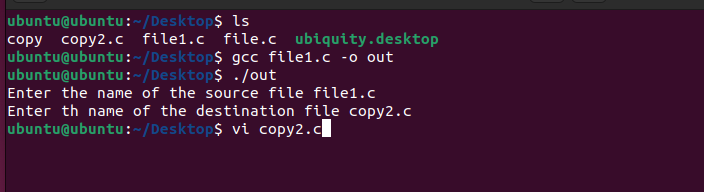 ubuntu@ubuntu:~/Desktop$ ls
copy  copy2.c  file1.c  file.c  ubiquity.desktop
ubuntu@ubuntu:~/Desktop$ gcc file1.c -o out
ubuntu@ubuntu:~/Desktop$ ./out
Enter the name of the source file file1.c
Enter th name of the destination file copy2.c
ubuntu@ubuntu:~/Desktop$ vi copy2.c